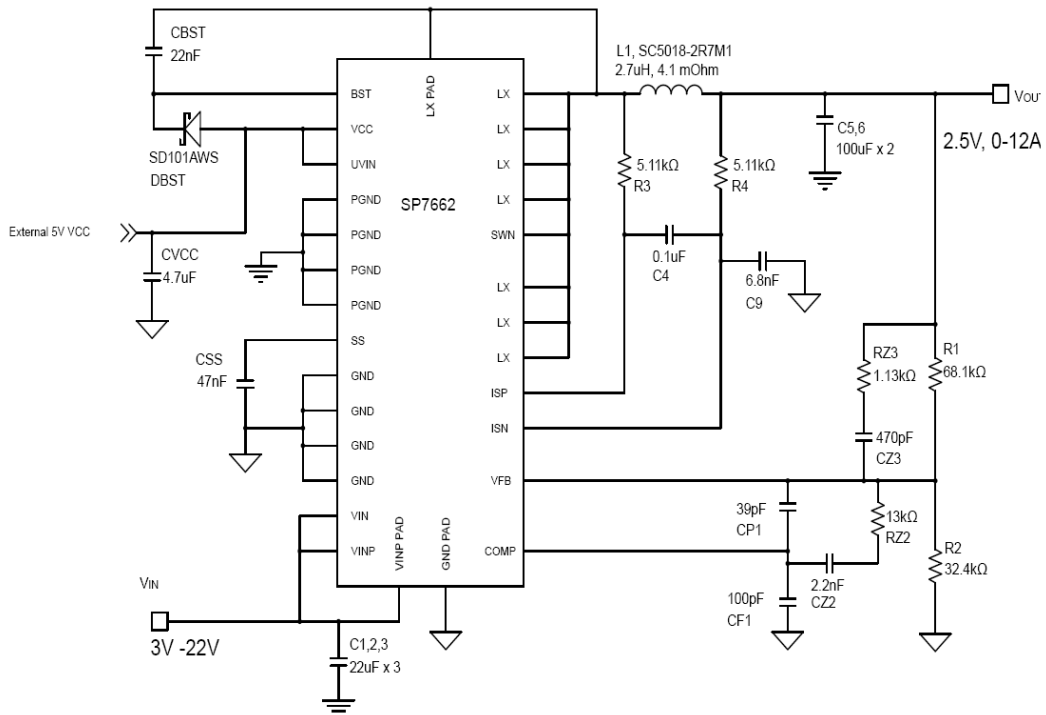 CBST
22nF
L1, SC5018-2R7M1
2.7uH, 4.1 mOhm
LX PAD
BST
LX
VOUT
VCC
LX
C5,6
100uF x 2
2.5V, 0-12A
SD101AWS
DBST
UVIN
LX
5.11kΩ
R3
5.11kΩ
R4
PGND
SP7662
LX
External 5V VCC
PGND
SWN
CVCC
4.7uF
PGND
0.1uF
C4
6.8nF
C9
PGND
LX
LX
SS
LX
CSS
47nF
GND
ISP
RZ3
1.13kΩ
R1
68.1kΩ
GND
ISN
GND
470pF
CZ3
GND
VFB
VIN
39pF
CP1
13kΩ
RZ2
VINP
VINP PAD
GND PAD
COMP
R2
32.4kΩ
2.2nF
CZ2
100pF
CF1
VIN
3V -22V
C1,2,3
22uF x 3